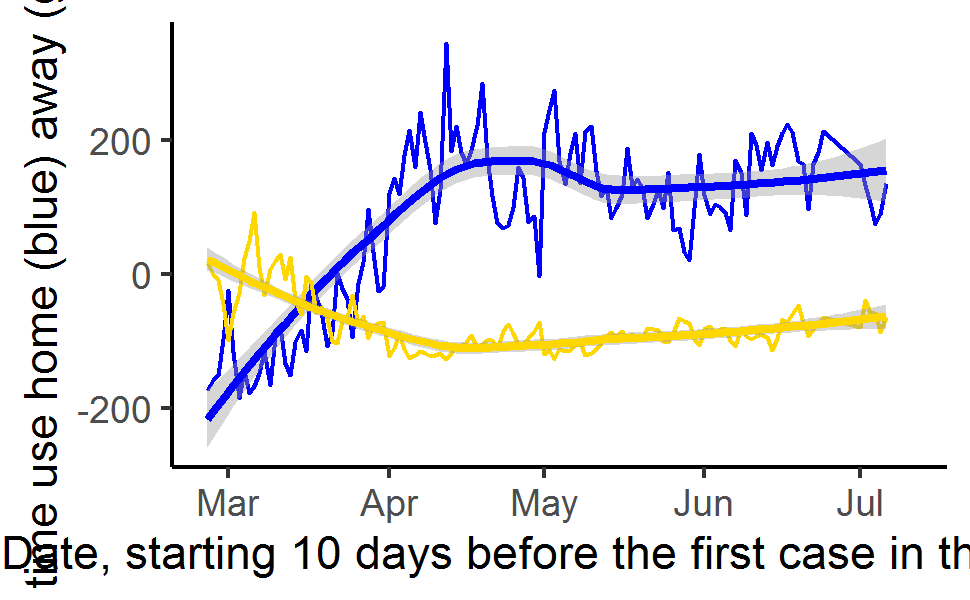 time use home (blue) away (
200
0
-200
Mar Apr May Jun Jul
Date, starting 10 days before the first case in th